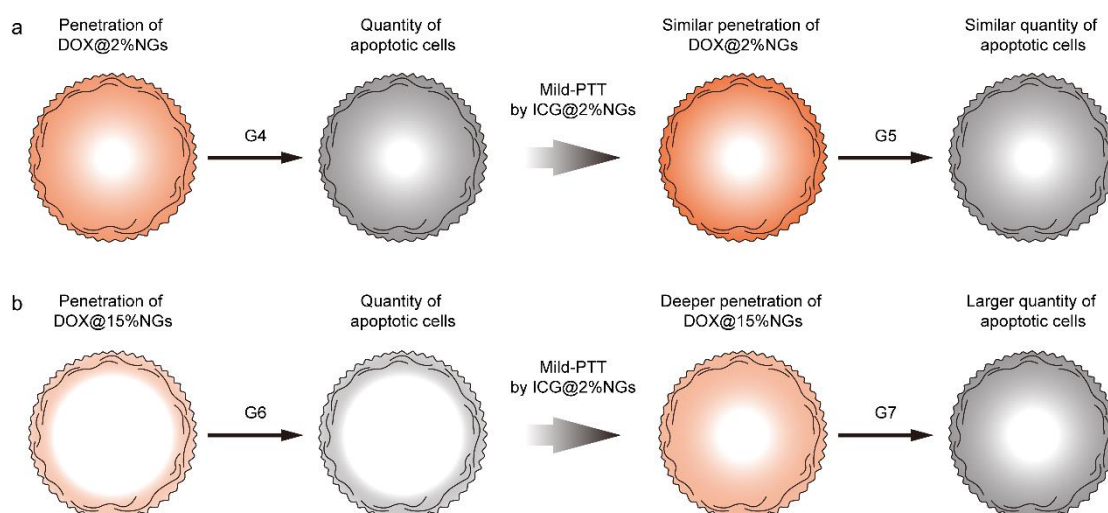 a
Penetration of
DOX@2%NGs
Quantity of
apoptotic cells
Similar penetration of
DOX@2%NGs
Similar quantity of
apoptotic cells
G4
Mild-PTT
by ICG@2%NGs
G5
b
Penetration of
DOX@15%NGs
Quantity of
apoptotic cells
Deeper penetration of
DOX@15%NGs
Larger quantity of
apoptotic cells
G6
Mild-PTT
by ICG@2%NGs
G7